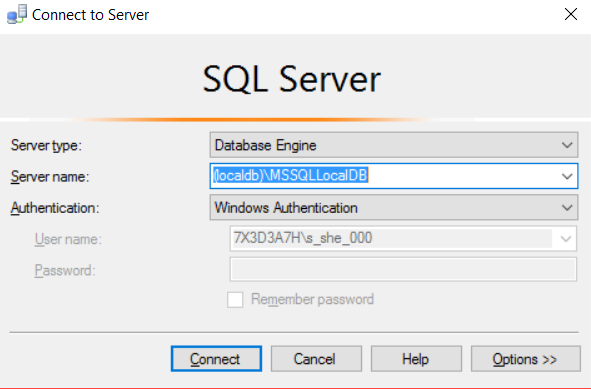 Connect to Server
SQL Server
Server type: Database Engine
Server name: (localdb)\MSSQLLocalDB
Authentication: Windows Authentication
User name: 7X3D3A7H\s_she_000
Password:
Remember password
Connect Cancel Help Options >>